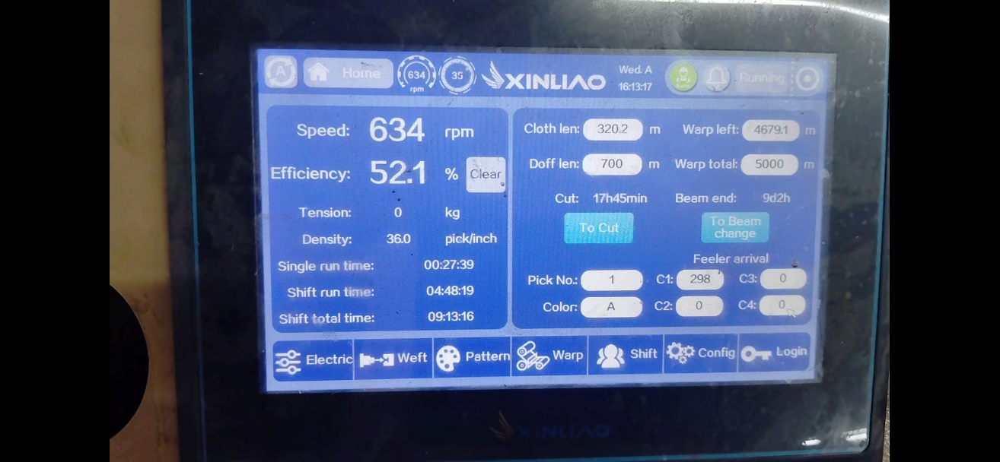 A Home 634 rpm 35 XINLIAO Wed. A 16:13:17 Running
Speed: 634 rpm
Efficiency: 52.1 % Clear
Tension: 0 kg
Density: 36.0 pick/inch
Single run time: 00:27:39
Shift run time: 04:48:19
Shift total time: 09:13:16
Cloth len: 320.2 m Warp left: 4679.1 m
Doff len: 700 m Warp total: 5000 m
Cut: 17h45min Beam end: 9d2h
To Cut To Beam
change
Feeler arrival
Pick No.: 1 C1: 298 C3: 0
Color: A C2: 0 C4: 0
Electric Weft Pattern Warp Shift Config Login
XINLIAO